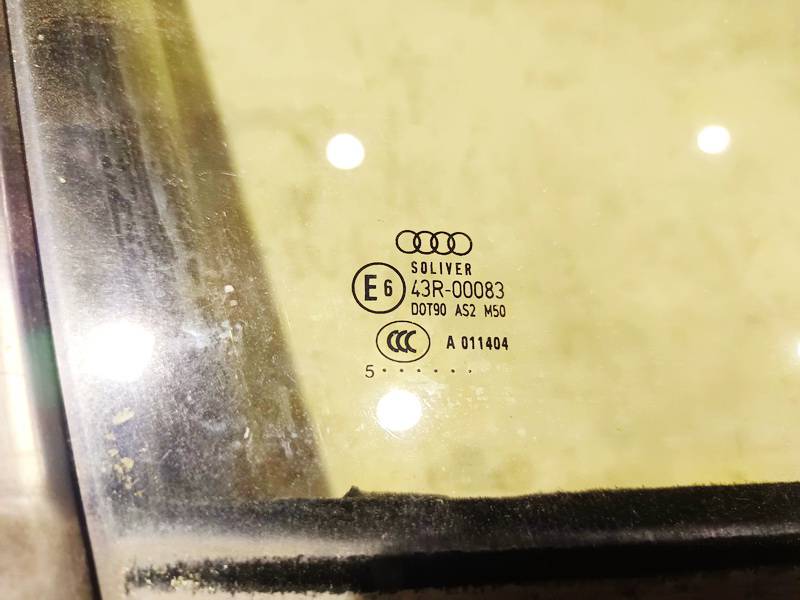 SOLIVER
E6 43R-00083
DOT90 AS2 M50
CCC A 011404
5 · · · · · ·